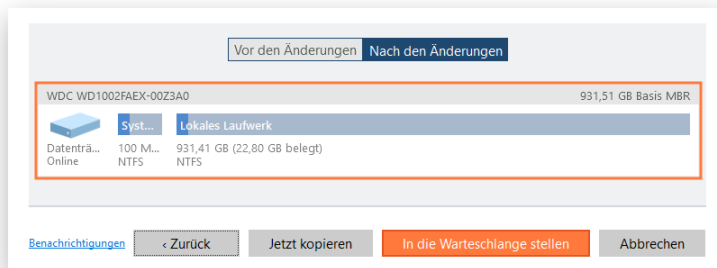 Vor den Änderungen Nach den Änderungen
WDC WD1002FAEX-00Z3A0 931,51 GB Basis MBR
Syst... Lokales Laufwerk
Datenträ... 100 M... 931,41 GB (22,80 GB belegt)
Online NTFS NTFS
Benachrichtigungen ‹ Zurück Jetzt kopieren In die Warteschlange stellen Abbrechen